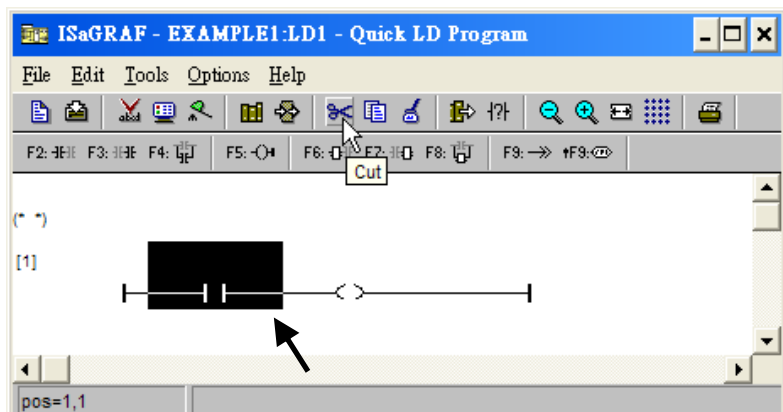 ISaGRAF - EXAMPLE1:LD1 - Quick LD Program
File Edit Tools Options Help
F2: F3: F4: F5: F6: F7: F8: F9: ↑F9:
Cut
(* *)
[1]
pos=1,1